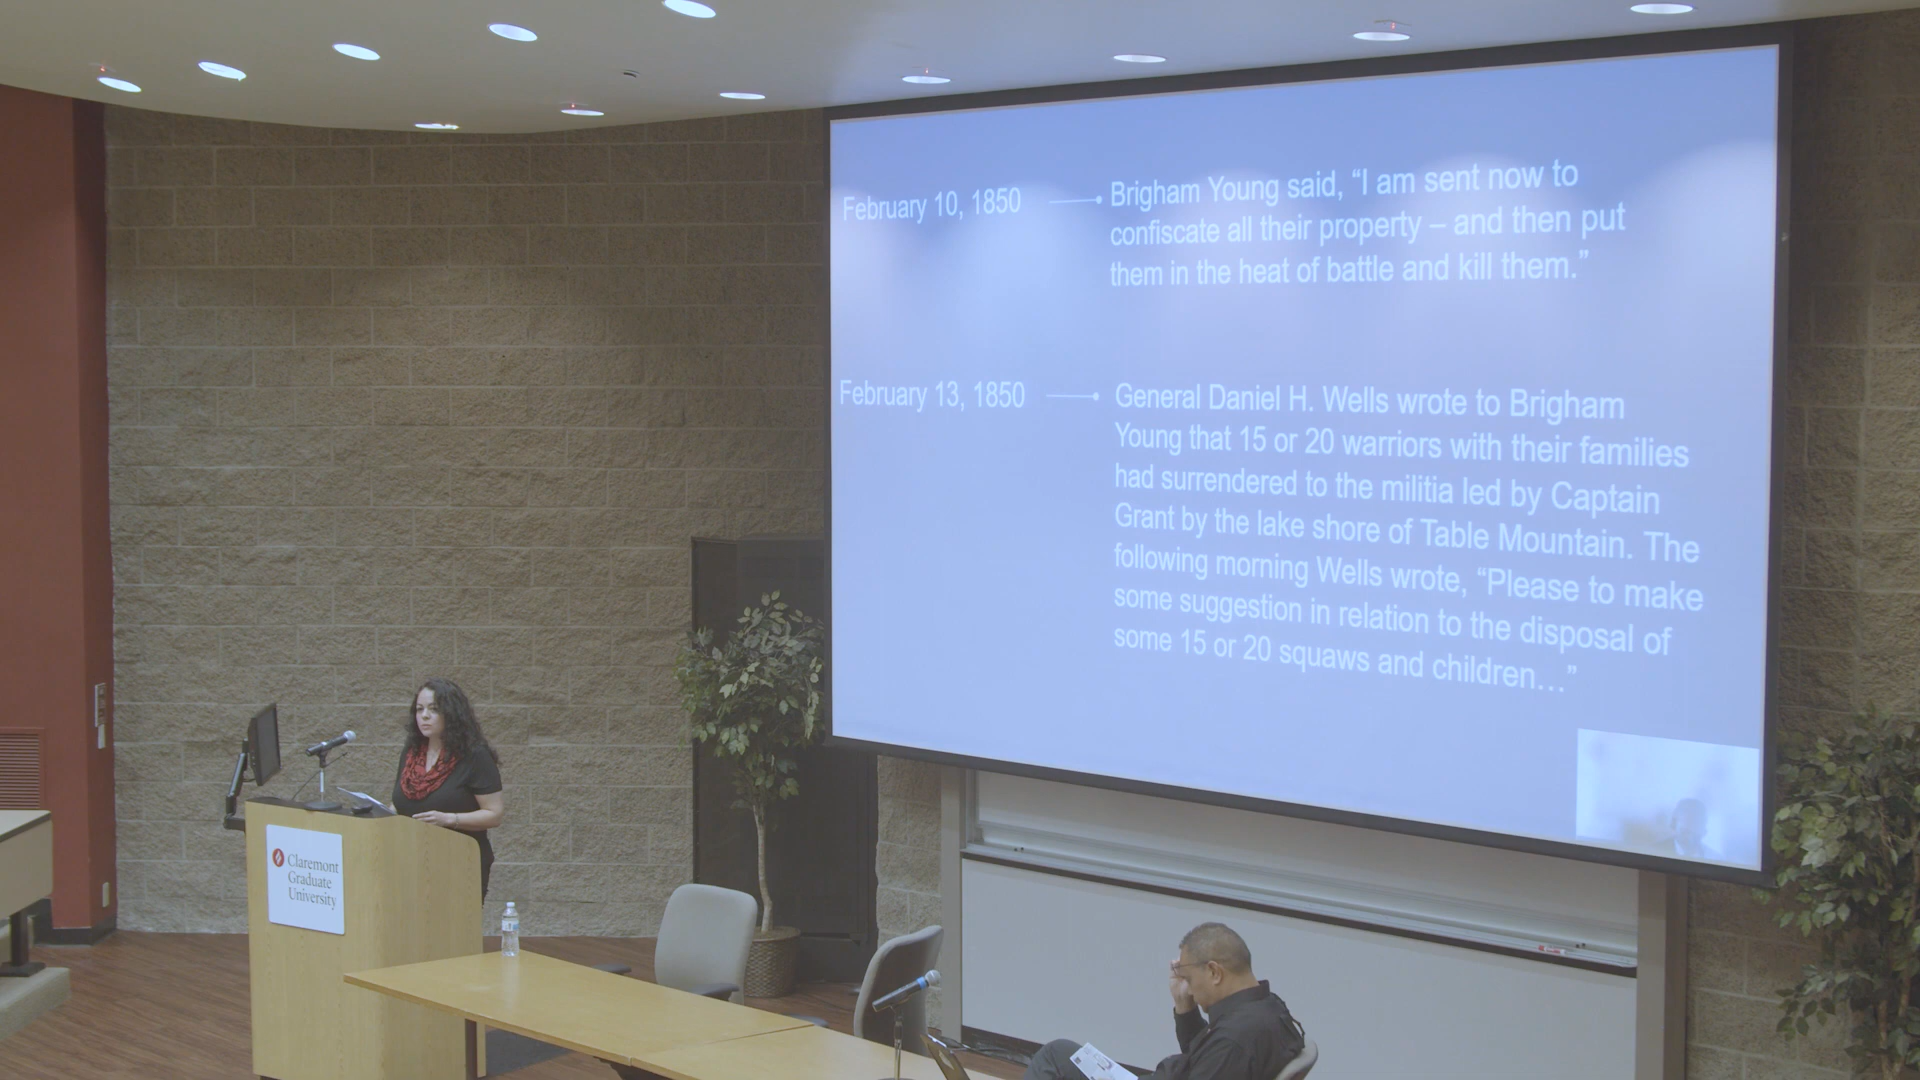 February 10, 1850
Brigham Young said, “I am sent now to
confiscate all their property – and then put
them in the heat of battle and kill them.”
February 13, 1850
General Daniel H. Wells wrote to Brigham
Young that 15 or 20 warriors with their families
had surrendered to the militia led by Captain
Grant by the lake shore of Table Mountain. The
following morning Wells wrote, “Please to make
some suggestion in relation to the disposal of
some 15 or 20 squaws and children…”
Claremont
Graduate
University